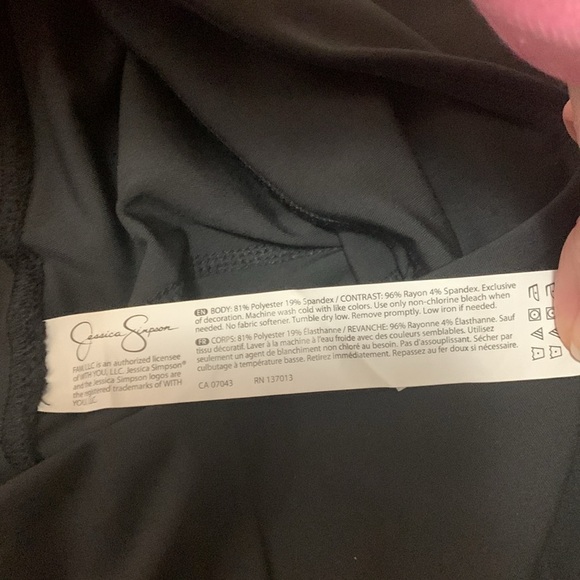 Jessica Simpson
FRIE LLC is an authorized licensee
of WITH YOU, LLC. Jessica Simpson®
and the Jessica Simpson logos are
the registered trademarks of WITH
YOU LLC.
EN BODY: 81% Polyester 19% Spandex / CONTRAST: 96% Rayon 4% Spandex. Exclusive
of decoration. Machine wash cold with like colors. Use only non-chlorine bleach when
needed. No fabric softener. Tumble dry low. Remove promptly. Low iron if needed.
FR CORPS: 81% Polyester 19% Élasthanne / REVANCHE: 96% Rayonne 4% Élasthanne. Sauf
tissu décoratif. Laver à la machine à l'eau froide avec des couleurs semblables. Utilisez
seulement un agent de blanchiment non chloré au besoin. Pas d'assouplissant. Sécher par
culbutage à température basse. Retirez immédiatement. Repassez au fer doux si nécessaire.
CA 07043 RN 137013